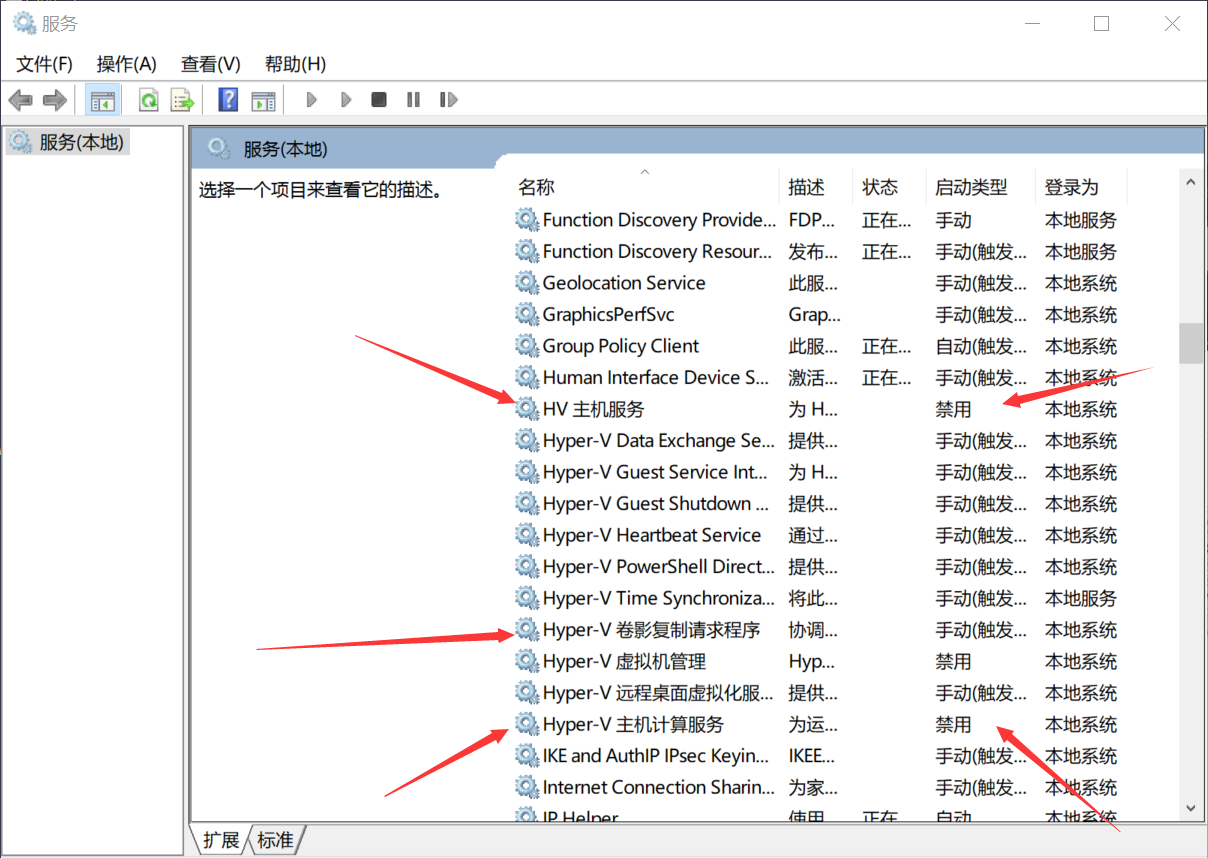 服务
文件(F) 操作(A) 查看(V) 帮助(H)
服务(本地)
服务(本地)
选择一个项目来查看它的描述。
名称 描述 状态 启动类型 登录为
Function Discovery Provide... FDP... 正在... 手动 本地服务
Function Discovery Resour... 发布... 正在... 手动(触发... 本地服务
Geolocation Service 此服... 手动(触发... 本地系统
GraphicsPerfSvc Grap... 手动(触发... 本地系统
Group Policy Client 此服... 正在... 自动(触发... 本地系统
Human Interface Device S... 激活... 正在... 手动(触发... 本地系统
HV 主机服务 为 H... 禁用 本地系统
Hyper-V Data Exchange Se... 提供... 手动(触发... 本地系统
Hyper-V Guest Service Int... 为 H... 手动(触发... 本地系统
Hyper-V Guest Shutdown ... 提供... 手动(触发... 本地系统
Hyper-V Heartbeat Service 通过... 手动(触发... 本地系统
Hyper-V PowerShell Direct... 提供... 手动(触发... 本地系统
Hyper-V Time Synchroniza... 将此... 手动(触发... 本地服务
Hyper-V 卷影复制请求程序 协调... 手动(触发... 本地系统
Hyper-V 虚拟机管理 Hyp... 禁用 本地系统
Hyper-V 远程桌面虚拟化服... 提供... 手动(触发... 本地系统
Hyper-V 主机计算服务 为运... 禁用 本地系统
IKE and AuthIP IPsec Keyin... IKEE... 手动(触发... 本地系统
Internet Connection Sharin... 为家... 手动(触发... 本地系统
IP Helper 使用 正在 自动 本地系统
扩展 标准